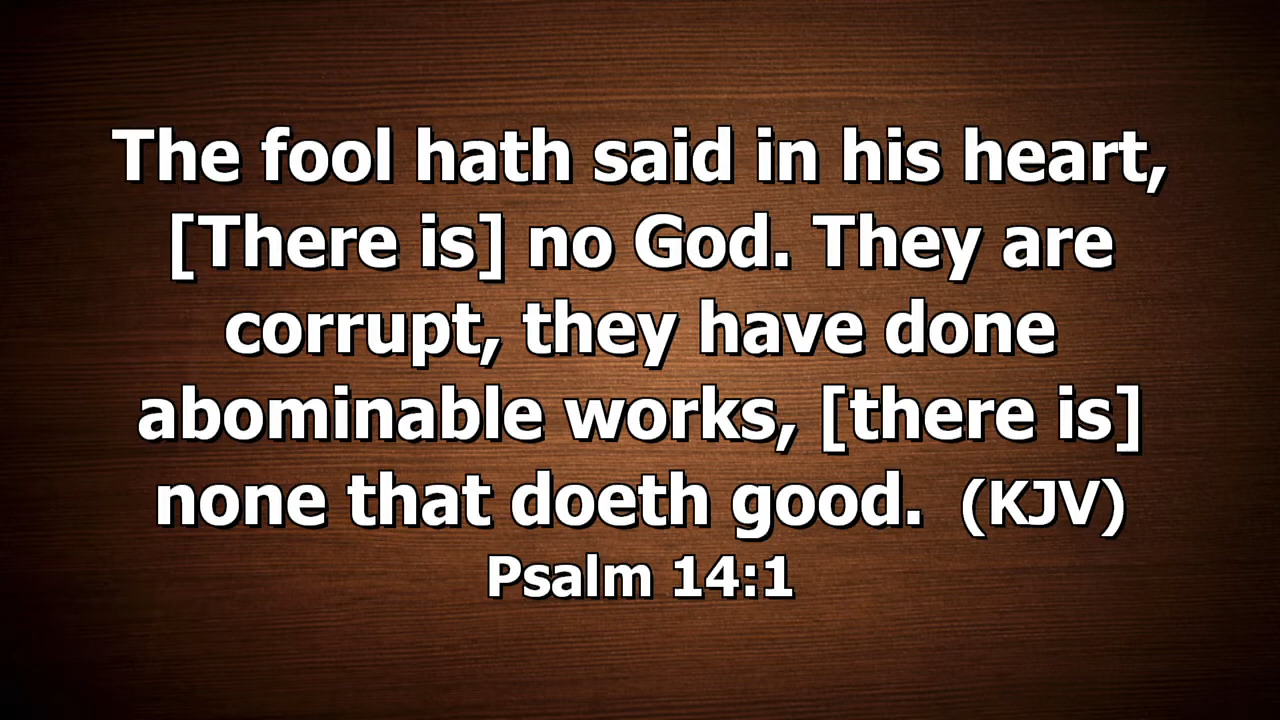 The fool hath said in his heart,
[There is] no God. They are
corrupt, they have done
abominable works, [there is]
none that doeth good. (KJV)
Psalm 14:1